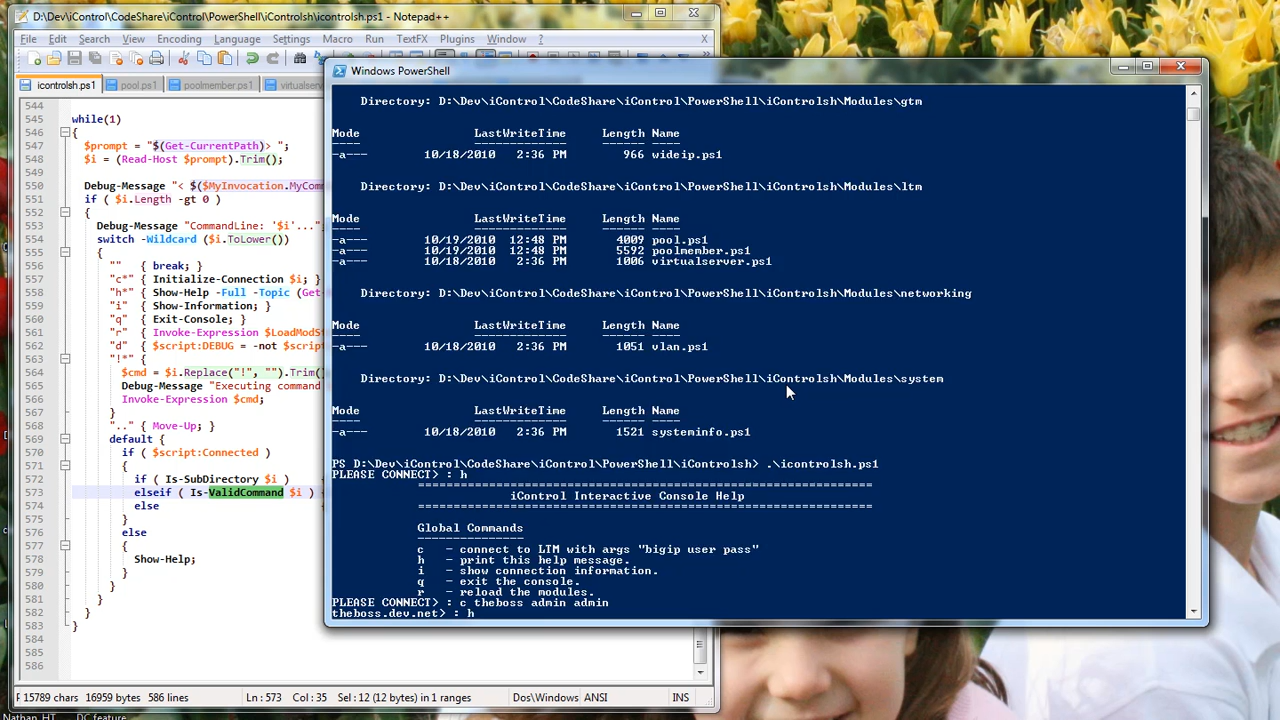 D:\Dev\iControl\CodeShare\iControl\PowerShell\iControlsh\icontrolsh.ps1 - Notepad++
File Edit Search View Encoding Language Settings Macro Run TextFX Plugins Window ? X
icontrolsh.ps1 pool.ps1 poolmember.ps1 virtualserv
544
545 while(1)
546 {
547 $prompt = "$(Get-CurrentPath)> ";
548 $i = (Read-Host $prompt).Trim();
549
550 Debug-Message "< $($MyInvocation.MyComm
551 if ( $i.Length -gt 0 )
552 {
553 Debug-Message "CommandLine: '$i'...";
554 switch -Wildcard ($i.ToLower())
555 {
556 "" { break; }
557 "c*" { Initialize-Connection $i; }
558 "h*" { Show-Help -Full -Topic (Get-
559 "i" { Show-Information; }
560 "q" { Exit-Console; }
561 "r" { Invoke-Expression $LoadModSt
562 "d" { $script:DEBUG = -not $script
563 "!*" {
564 $cmd = $i.Replace("!", "").Trim()
565 Debug-Message "Executing command
566 Invoke-Expression $cmd;
567 }
568 ".." { Move-Up; }
569 default {
570 if ( $script:Connected )
571 {
572 if ( Is-SubDirectory $i )
573 elseif ( Is-ValidCommand $i )
574 else
575 }
576 else
577 {
578 Show-Help;
579 }
580 }
581 }
582 }
583 }
584
585
586
15789 chars 16959 bytes 586 lines Ln : 573 Col : 35 Sel : 12 (12 bytes) in 1 ranges Dos\Windows ANSI INS
Windows PowerShell
Directory: D:\Dev\iControl\CodeShare\iControl\PowerShell\iControlsh\Modules\gtm
Mode LastWriteTime Length Name
---- ------------- ------ ----
-a--- 10/18/2010 2:36 PM 966 wideip.ps1
Directory: D:\Dev\iControl\CodeShare\iControl\PowerShell\iControlsh\Modules\ltm
Mode LastWriteTime Length Name
---- ------------- ------ ----
-a--- 10/19/2010 12:48 PM 4009 pool.ps1
-a--- 10/19/2010 12:48 PM 5592 poolmember.ps1
-a--- 10/18/2010 2:36 PM 1006 virtualserver.ps1
Directory: D:\Dev\iControl\CodeShare\iControl\PowerShell\iControlsh\Modules\networking
Mode LastWriteTime Length Name
---- ------------- ------ ----
-a--- 10/18/2010 2:36 PM 1051 vlan.ps1
Directory: D:\Dev\iControl\CodeShare\iControl\PowerShell\iControlsh\Modules\system
Mode LastWriteTime Length Name
---- ------------- ------ ----
-a--- 10/18/2010 2:36 PM 1521 systeminfo.ps1
PS D:\Dev\iControl\CodeShare\iControl\PowerShell\iControlsh> .\icontrolsh.ps1
PLEASE CONNECT> : h
================================================================
iControl Interactive Console Help
================================================================
Global Commands
---------------
c - connect to LTM with args "bigip user pass"
h - print this help message.
i - show connection information.
q - exit the console.
r - reload the modules.
PLEASE CONNECT> : c theboss admin admin
theboss.dev.net> : h
Nathan_HT... DC feature